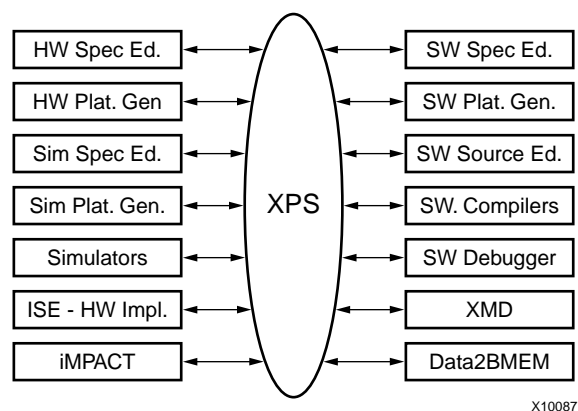 HW Spec Ed.
HW Plat. Gen
Sim Spec Ed.
Sim Plat. Gen.
Simulators
ISE - HW Impl.
iMPACT
XPS
SW Spec Ed.
SW Plat. Gen.
SW Source Ed.
SW. Compilers
SW Debugger
XMD
Data2BMEM
X10087